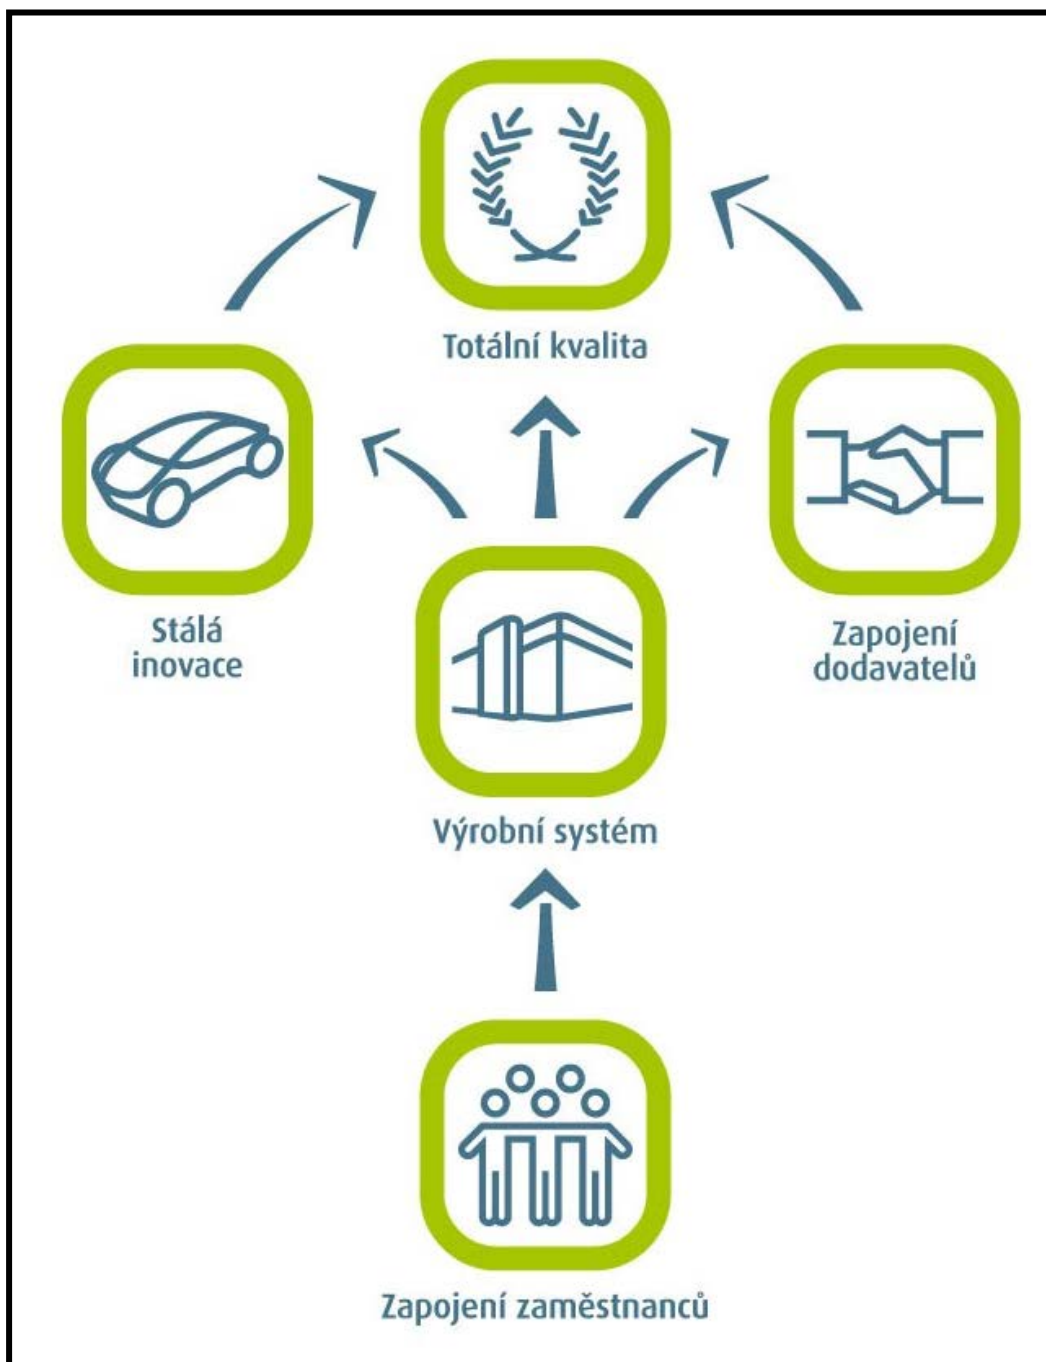 Totální kvalita
Stálá
inovace
Zapojení
dodavatelů
Výrobní systém
Zapojení zaměstnanců